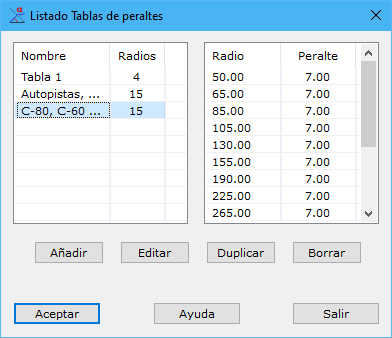 Listado Tablas de peraltes
Nombre Radios
Tabla 1 4
Autopistas, ... 15
C-80, C-60 ... 15
Radio Peralte
50.00 7.00
65.00 7.00
85.00 7.00
105.00 7.00
130.00 7.00
155.00 7.00
190.00 7.00
225.00 7.00
265.00 7.00
Añadir Editar Duplicar Borrar
Aceptar Ayuda Salir